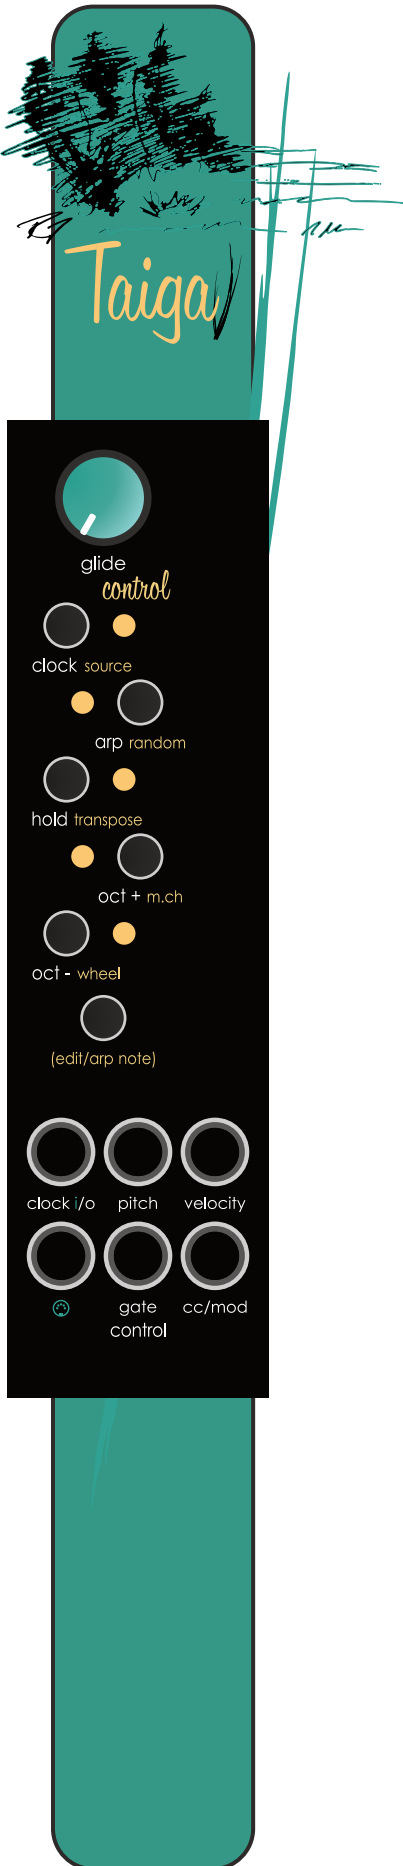 Taiga
glide
control
clock source
arp random
hold transpose
oct + m.ch
oct - wheel
(edit/arp note)
clock i/o pitch velocity
gate cc/mod
control